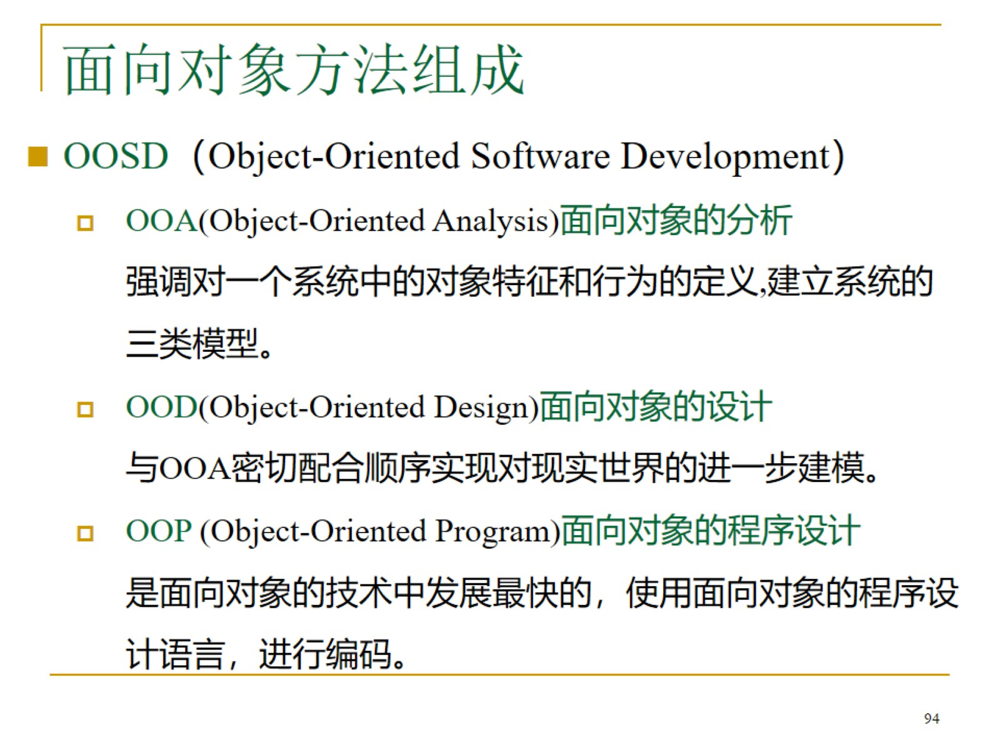 面向对象方法组成
OOSD（Object-Oriented Software Development）
OOA(Object-Oriented Analysis)面向对象的分析
强调对一个系统中的对象特征和行为的定义,建立系统的
三类模型。
OOD(Object-Oriented Design)面向对象的设计
与OOA密切配合顺序实现对现实世界的进一步建模。
OOP (Object-Oriented Program)面向对象的程序设计
是面向对象的技术中发展最快的，使用面向对象的程序设
计语言，进行编码。
94